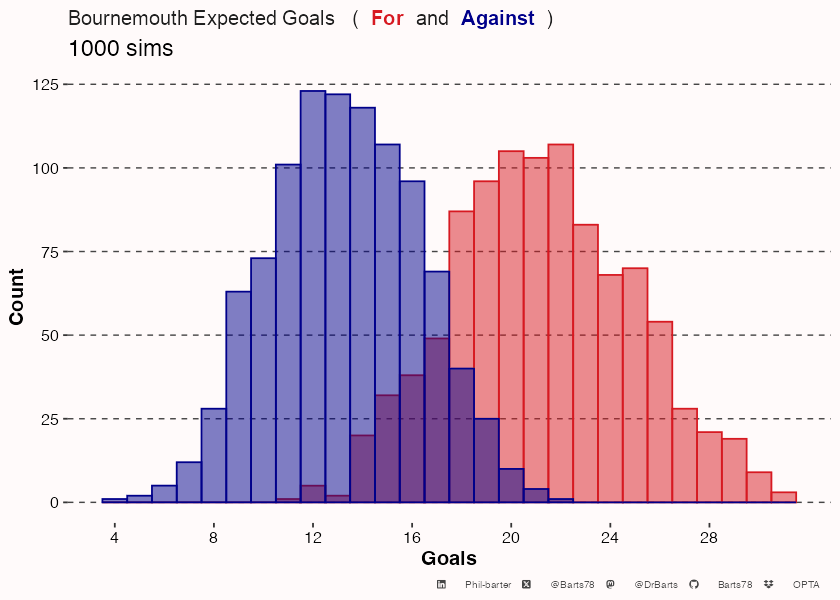 Bournemouth Expected Goals ( For and Against )
1000 sims
125
100
75
50
25
0
Count
4 8 12 16 20 24 28
Goals
Phil-barter @Barts78 @DrBarts Barts78 OPTA